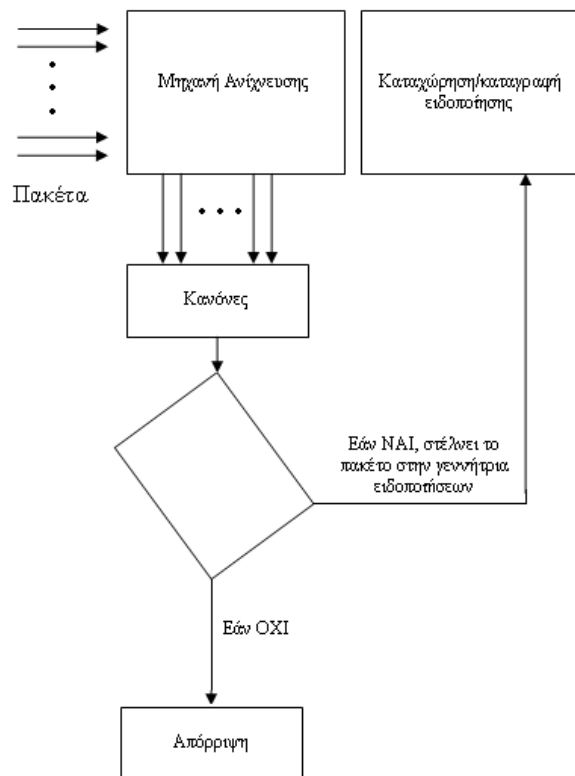 Μηχανή Ανίχνευσης
Καταχώρηση/καταγραφή
ειδοποίησης
Πακέτα
Κανόνες
Εάν ΝΑΙ, στέλνει το
πακέτο στην γεννήτρια
ειδοποιήσεων
Εάν ΟΧΙ
Απόρριψη